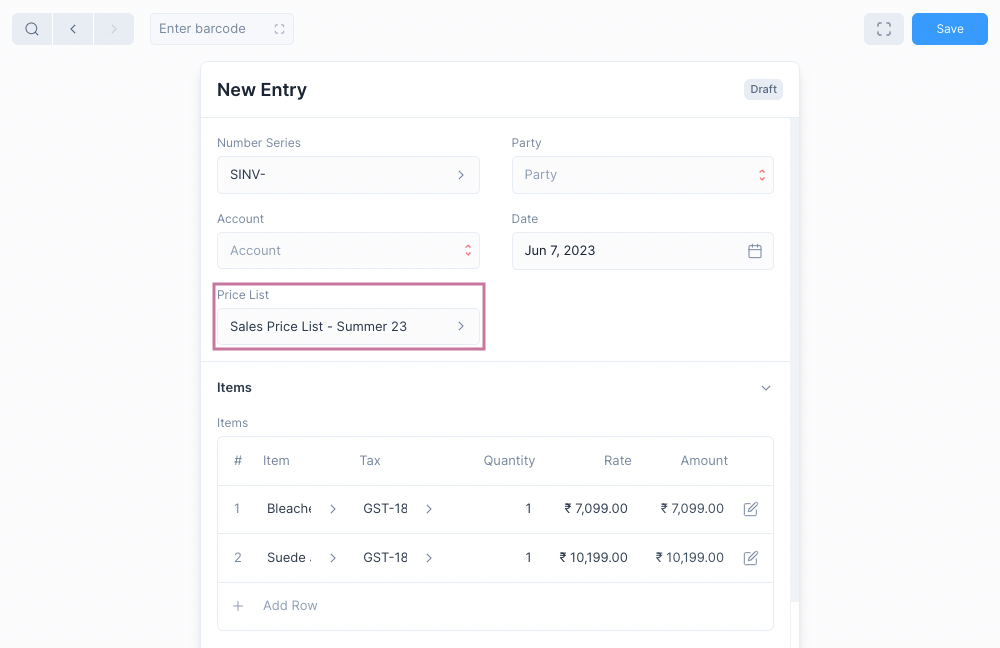 Enter barcode
Save
New Entry
Draft
Number Series
Party
SINV-
Party
Account
Date
Account
Jun 7, 2023
Price List
Sales Price List - Summer 23
Items
Items
# Item Tax Quantity Rate Amount
1 Bleache GST-18 1 ₹ 7,099.00 ₹ 7,099.00
2 Suede GST-18 1 ₹ 10,199.00 ₹ 10,199.00
+ Add Row